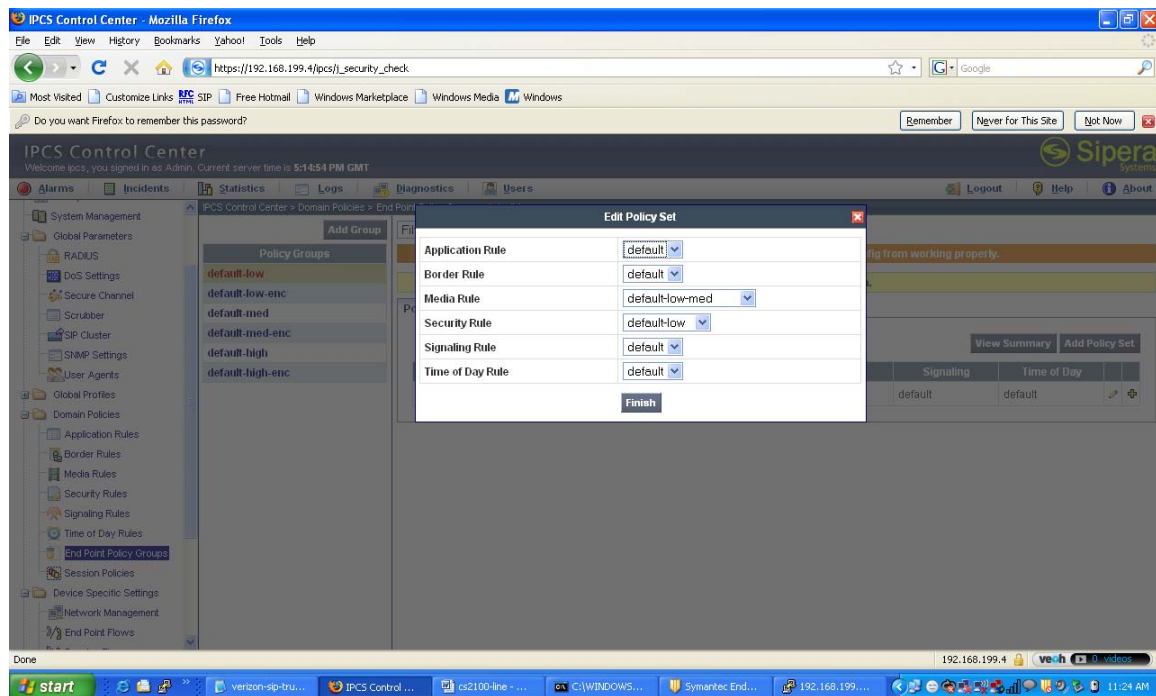 IPCS Control Center - Mozilla Firefox
File Edit View History Bookmarks Yahoo! Tools Help
https://192.168.199.4/ipcs/j_security_check
Google
Most Visited Customize Links RFC HTML SIP Free Hotmail Windows Marketplace Windows Media Windows
Do you want Firefox to remember this password? Remember Never for This Site Not Now
IPCS Control Center
Welcome ipcs, you signed in as Admin. Current server time is 5:14:54 PM GMT
Sipera
Systems
Alarms Incidents Statistics Logs Diagnostics Users Logout Help About
IPCS Control Center > Domain Policies > End
System Management
Global Parameters
RADIUS
DoS Settings
Secure Channel
Scrubber
SIP Cluster
SNMP Settings
User Agents
Global Profiles
Domain Policies
Application Rules
Border Rules
Media Rules
Security Rules
Signaling Rules
Time of Day Rules
End Point Policy Groups
Session Policies
Device Specific Settings
Network Management
End Point Flows
Add Group
Policy Groups
default-low
default-low-enc
default-med
default-med-enc
default-high
default-high-enc
fig from working properly.
View Summary Add Policy Set
Signaling Time of Day
default default
Edit Policy Set
Application Rule default
Border Rule default
Media Rule default-low-med
Security Rule default-low
Signaling Rule default
Time of Day Rule default
Finish
Done 192.168.199.4 veoh 0 videos
start verizon-sip-tru... IPCS Control ... cs2100-line - ... C:\WINDOWS... Symantec End... 192.168.199.... 11:24 AM